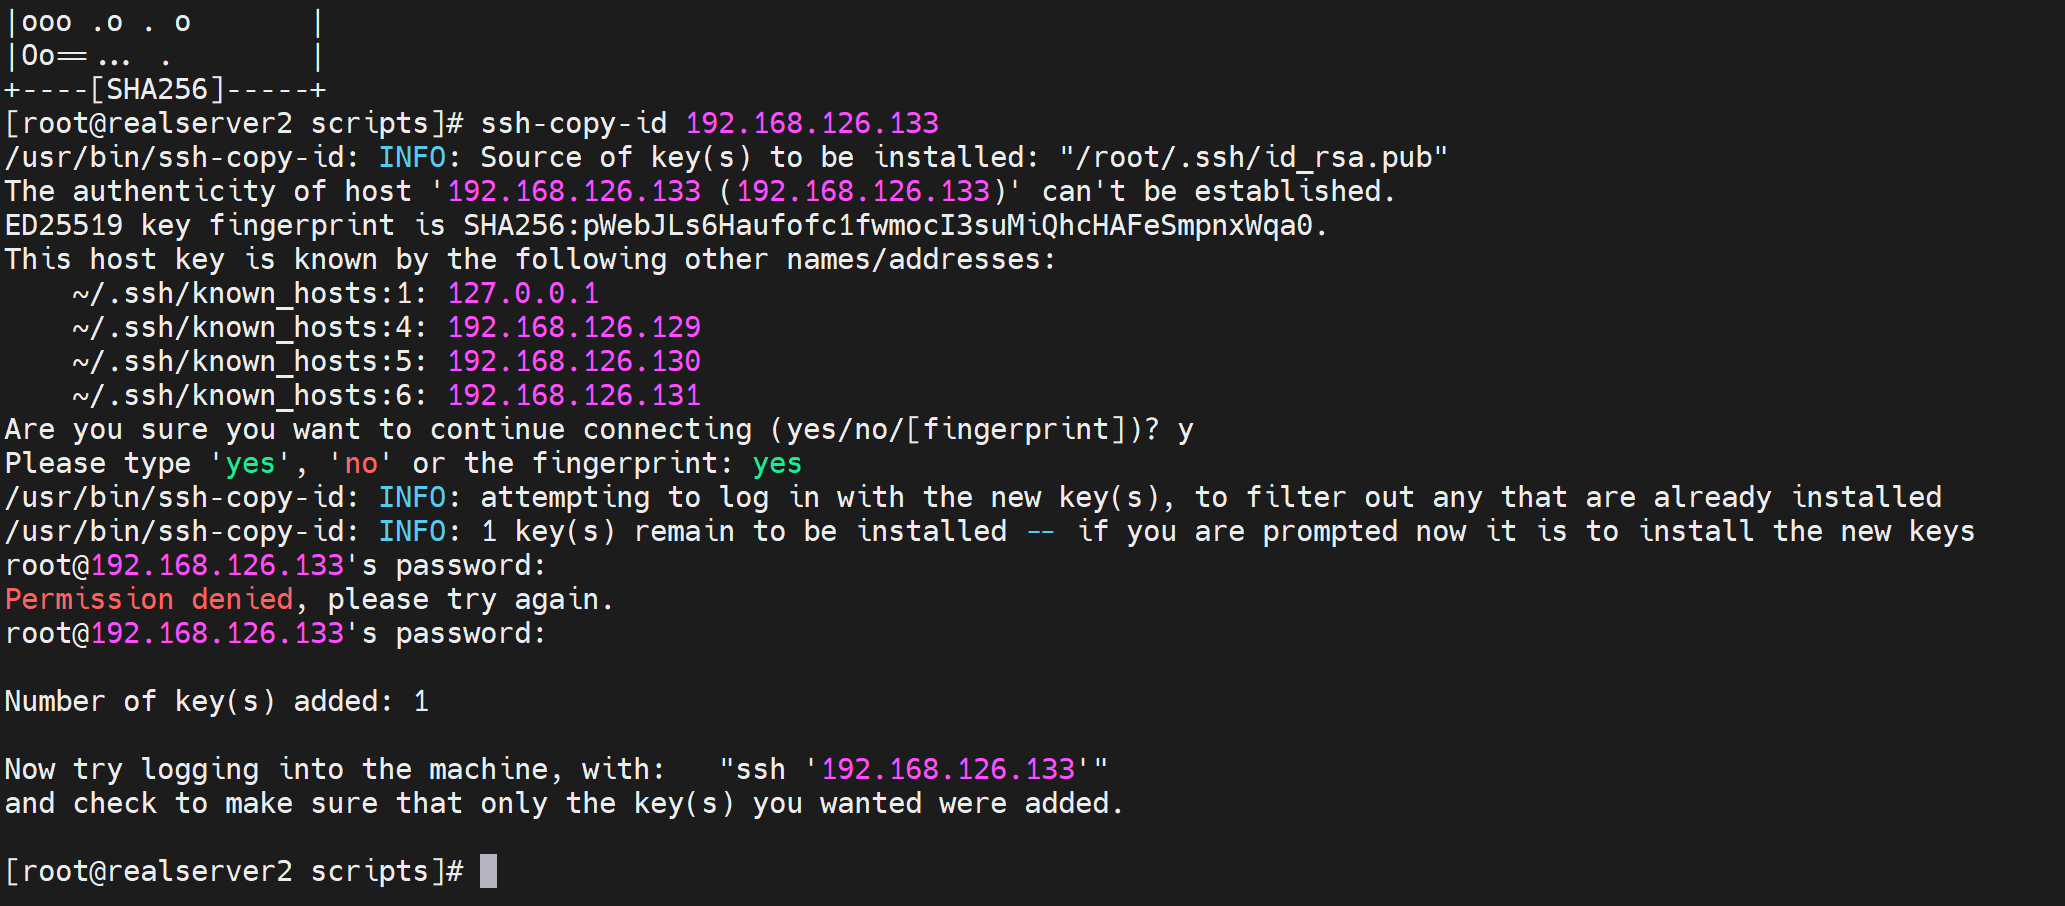 |ooo .o . o       |
|Oo==... .        |
+----[SHA256]-----+
[root@realserver2 scripts]# ssh-copy-id 192.168.126.133
/usr/bin/ssh-copy-id: INFO: Source of key(s) to be installed: "/root/.ssh/id_rsa.pub"
The authenticity of host '192.168.126.133 (192.168.126.133)' can't be established.
ED25519 key fingerprint is SHA256:pWebJLs6Haufofc1fwmocI3suMiQhcHAFeSmpnxWqa0.
This host key is known by the following other names/addresses:
    ~/.ssh/known_hosts:1: 127.0.0.1
    ~/.ssh/known_hosts:4: 192.168.126.129
    ~/.ssh/known_hosts:5: 192.168.126.130
    ~/.ssh/known_hosts:6: 192.168.126.131
Are you sure you want to continue connecting (yes/no/[fingerprint])? y
Please type 'yes', 'no' or the fingerprint: yes
/usr/bin/ssh-copy-id: INFO: attempting to log in with the new key(s), to filter out any that are already installed
/usr/bin/ssh-copy-id: INFO: 1 key(s) remain to be installed -- if you are prompted now it is to install the new keys
root@192.168.126.133's password:
Permission denied, please try again.
root@192.168.126.133's password:
Number of key(s) added: 1
Now try logging into the machine, with:   "ssh '192.168.126.133'"
and check to make sure that only the key(s) you wanted were added.
[root@realserver2 scripts]#